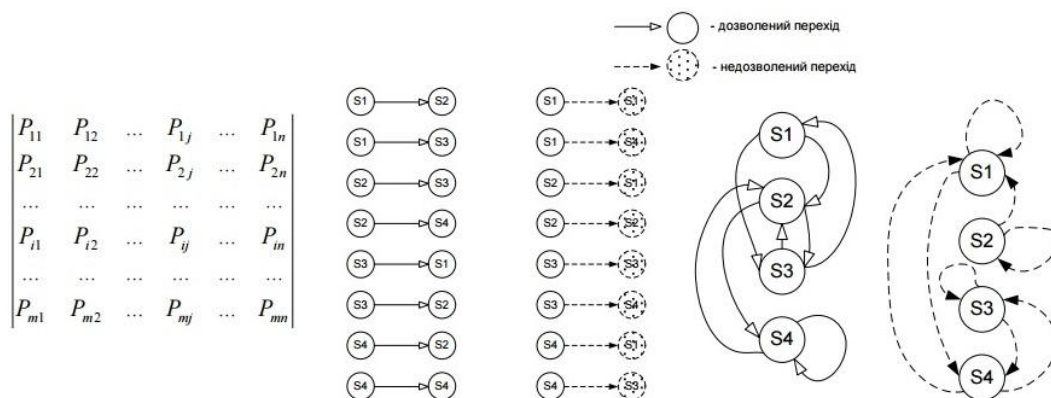 - дозволений перехід
- недозволений перехід
P11 P12 ... P1j ... P1n
P21 P22 ... P2j ... P2n
... ... ... ... ... ...
Pi1 Pi2 ... Pij ... Pin
... ... ... ... ... ...
Pm1 Pm2 ... Pmj ... Pmn
S1 S2
S1 S3
S2 S3
S2 S4
S3 S1
S3 S2
S4 S2
S4 S4
S1 S1
S1 S4
S2 S1
S2 S2
S3 S3
S3 S4
S4 S1
S4 S3
S1
S2
S3
S4
S1
S2
S3
S4